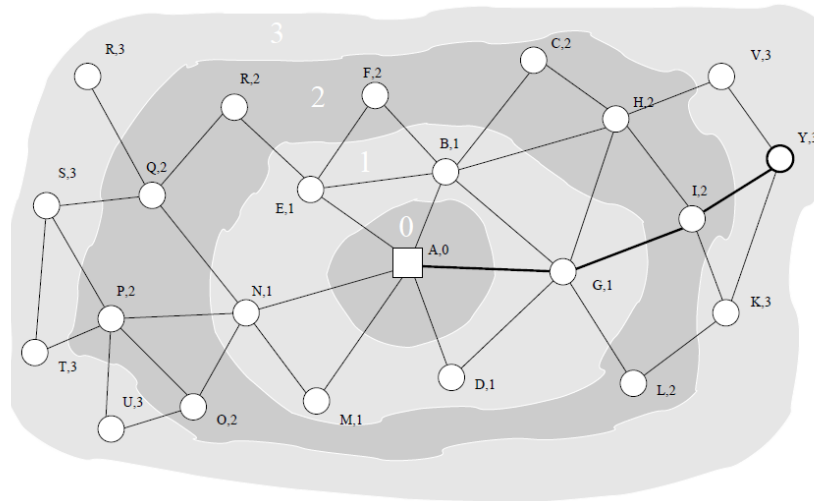 3
C,2
R,3
V,3
F,2
R,2
2
H,2
Y,3
B,1
1
Q,2
S,3
I,2
E,1
0
A,0
G,1
P,2
N,1
K,3
T,3
D,1
L,2
U,3
O,2
M,1